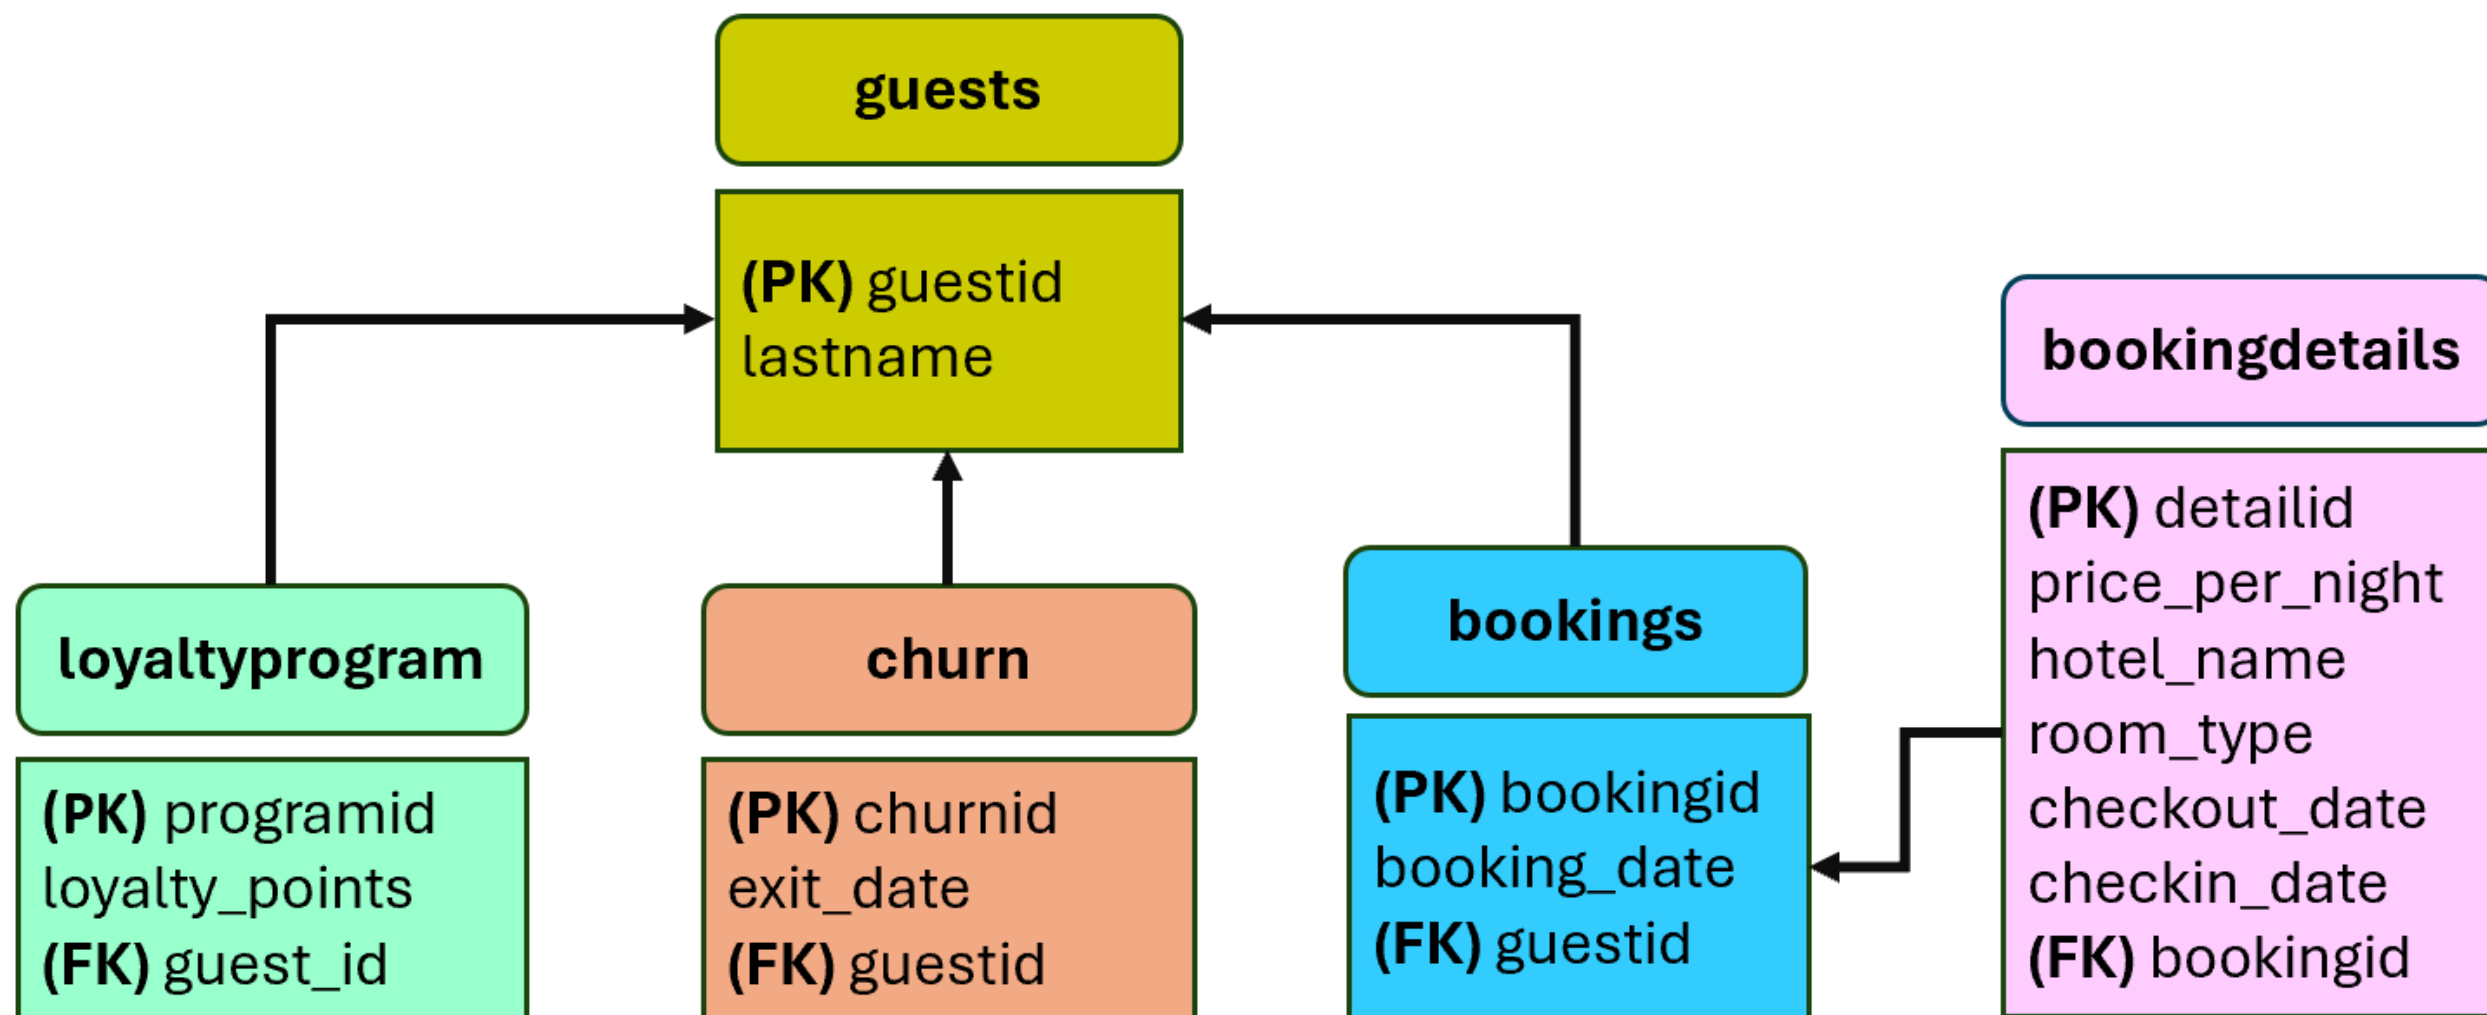 guests
(PK) guestid
lastname
loyaltyprogram
(PK) programid
loyalty_points
(FK) guest_id
churn
(PK) churnid
exit_date
(FK) guestid
bookings
(PK) bookingid
booking_date
(FK) guestid
bookingdetails
(PK) detailid
price_per_night
hotel_name
room_type
checkout_date
checkin_date
(FK) bookingid